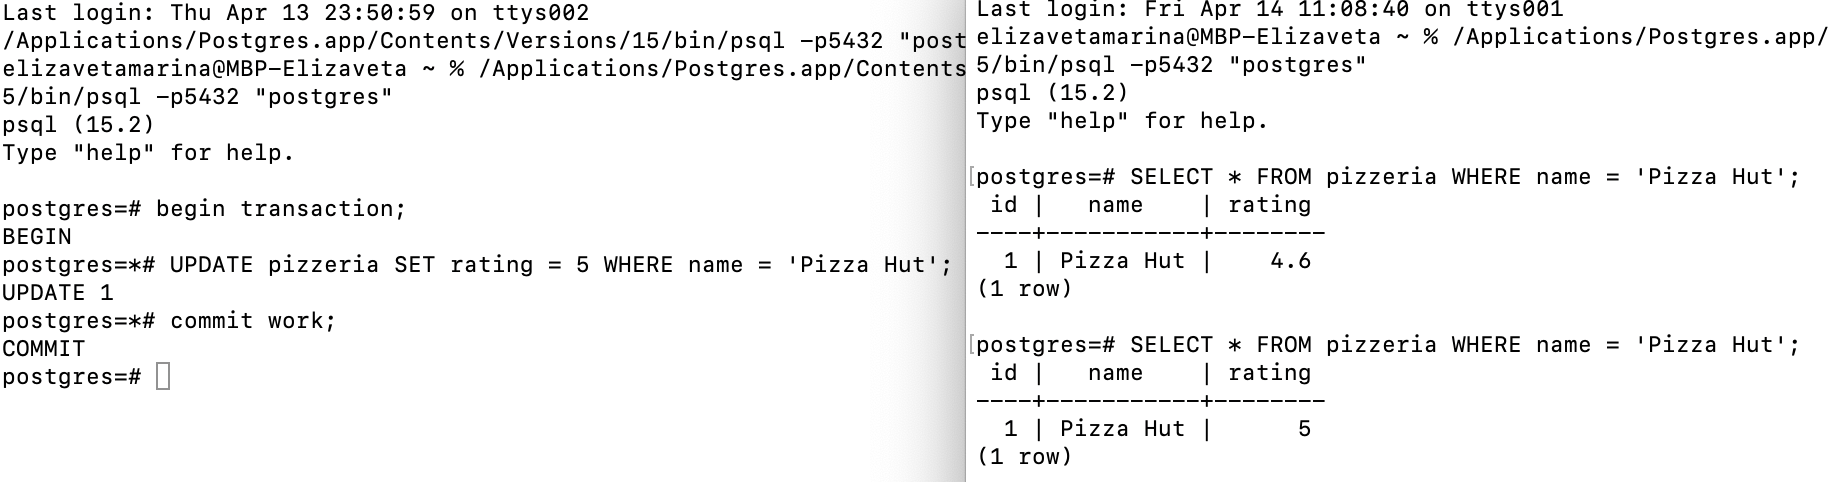 Last login: Thu Apr 13 23:50:59 on ttys002
/Applications/Postgres.app/Contents/Versions/15/bin/psql -p5432 "post
elizavetamarina@MBP-Elizaveta ~ % /Applications/Postgres.app/Contents
5/bin/psql -p5432 "postgres"
psql (15.2)
Type "help" for help.
postgres=# begin transaction;
BEGIN
postgres=*# UPDATE pizzeria SET rating = 5 WHERE name = 'Pizza Hut';
UPDATE 1
postgres=*# commit work;
COMMIT
postgres=#
Last login: Fri Apr 14 11:08:40 on ttys001
elizavetamarina@MBP-Elizaveta ~ % /Applications/Postgres.app/
5/bin/psql -p5432 "postgres"
psql (15.2)
Type "help" for help.
[postgres=# SELECT * FROM pizzeria WHERE name = 'Pizza Hut';
 id |   name    | rating
----+-----------+--------
  1 | Pizza Hut |    4.6
(1 row)
[postgres=# SELECT * FROM pizzeria WHERE name = 'Pizza Hut';
 id |   name    | rating
----+-----------+--------
  1 | Pizza Hut |      5
(1 row)